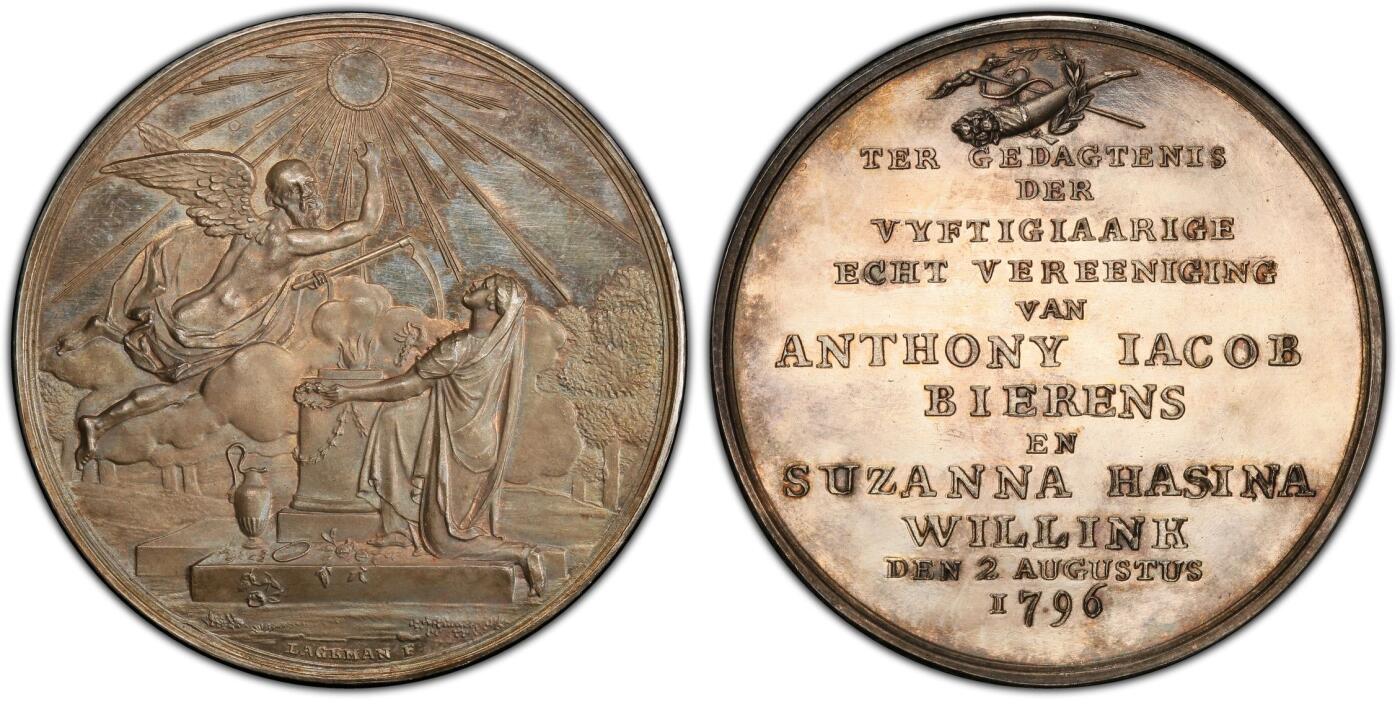 LAGEMAN F.
TER GEDAGTENIS
DER
VYFTIGIAARIGE
ECHT VEREENIGING
VAN
ANTHONY IACOB
BIERENS
EN
SUZANNA HASINA
WILLINK
DEN 2 AUGUSTUS
1796